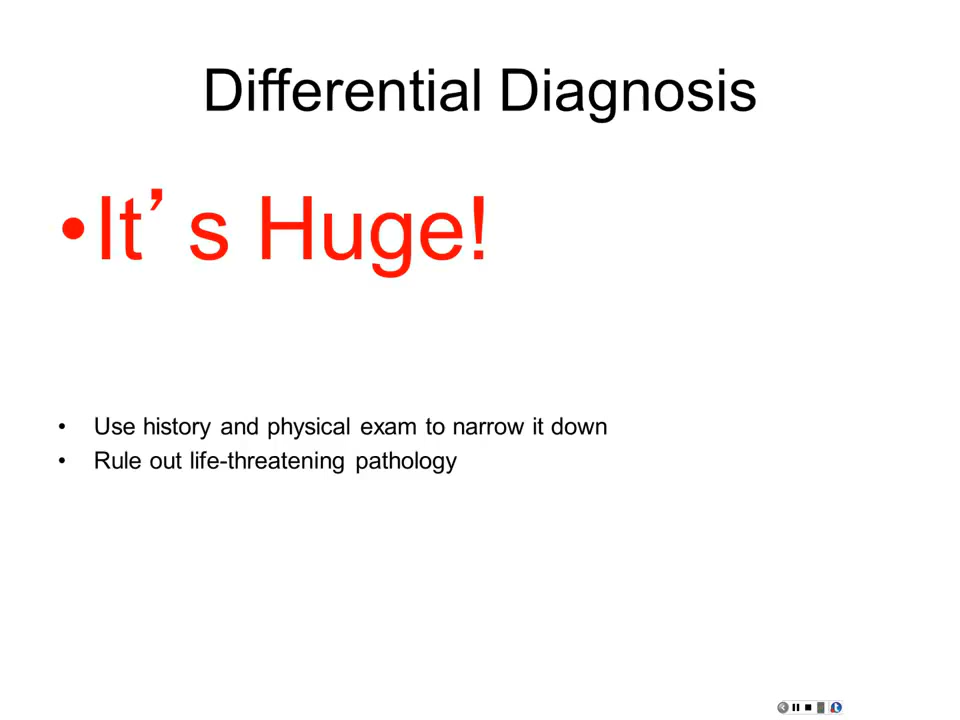 Differential Diagnosis
•It’s Huge!
• Use history and physical exam to narrow it down
• Rule out life-threatening pathology